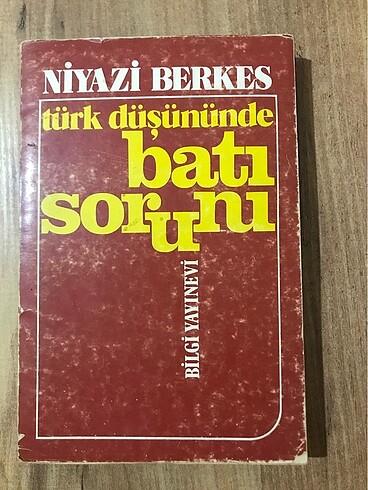 NİYAZİ BERKES
türk düşününde
batı
sorunu
BİLGİ YAYINEVİ